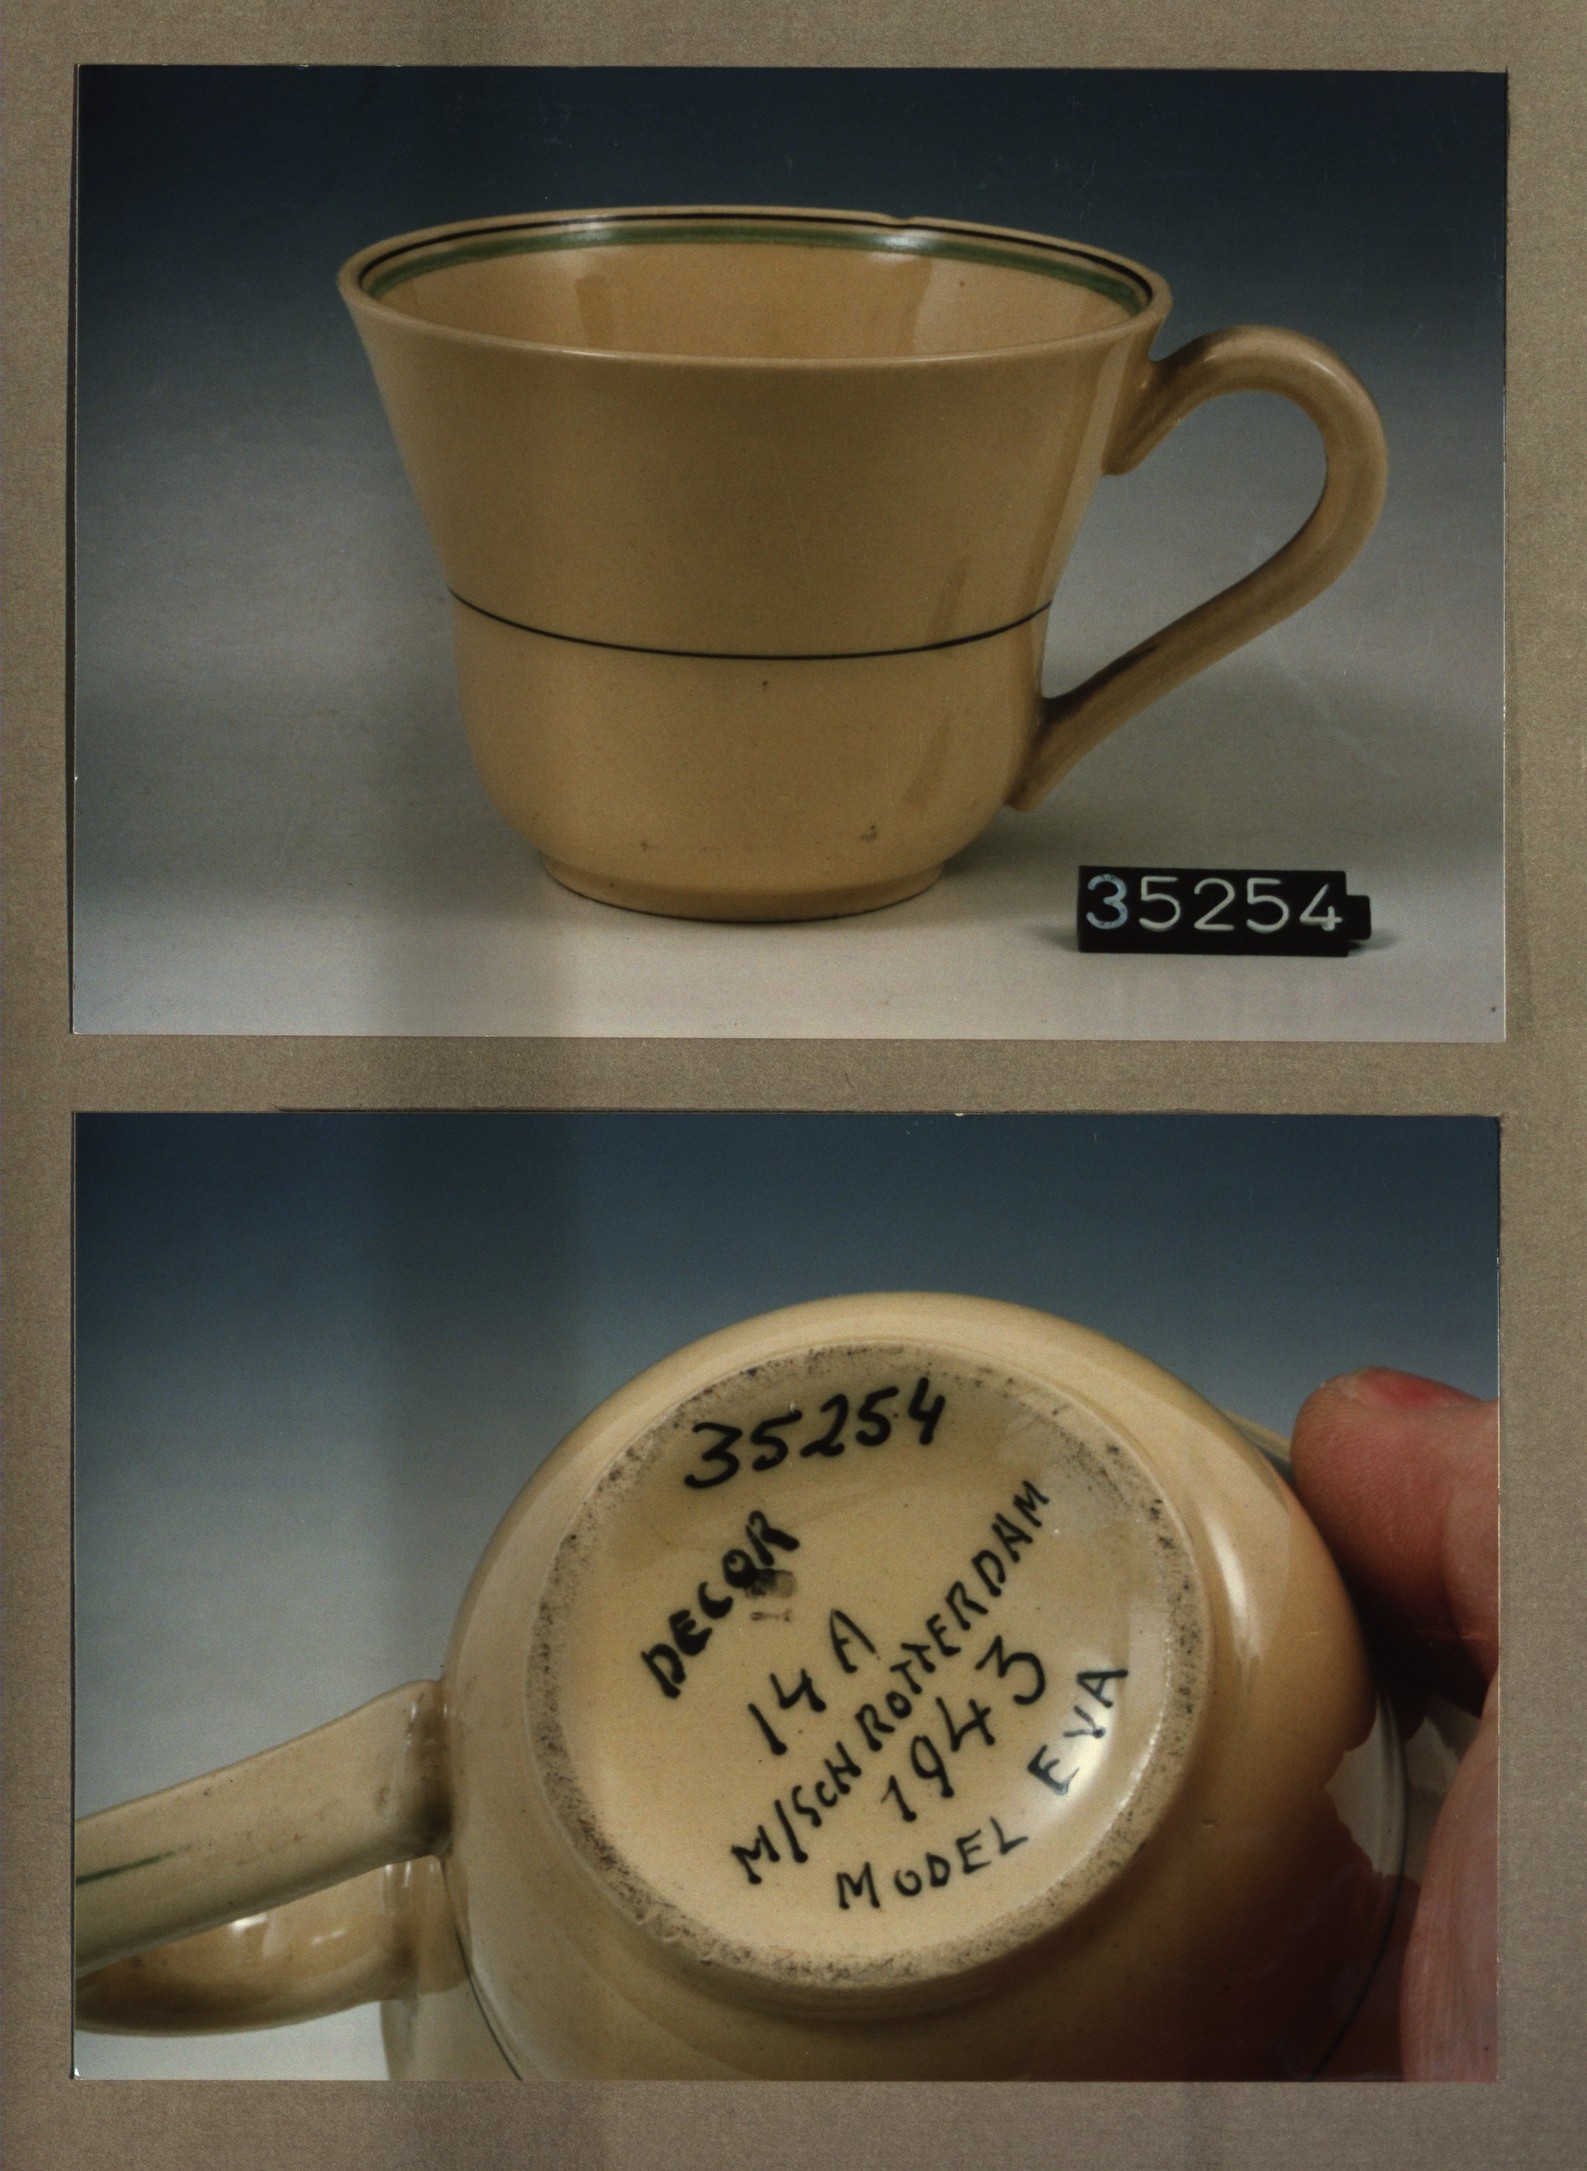 35254
35254
DECOR
14 A
M/SCH ROTTERDAM
1943
MODEL EVA